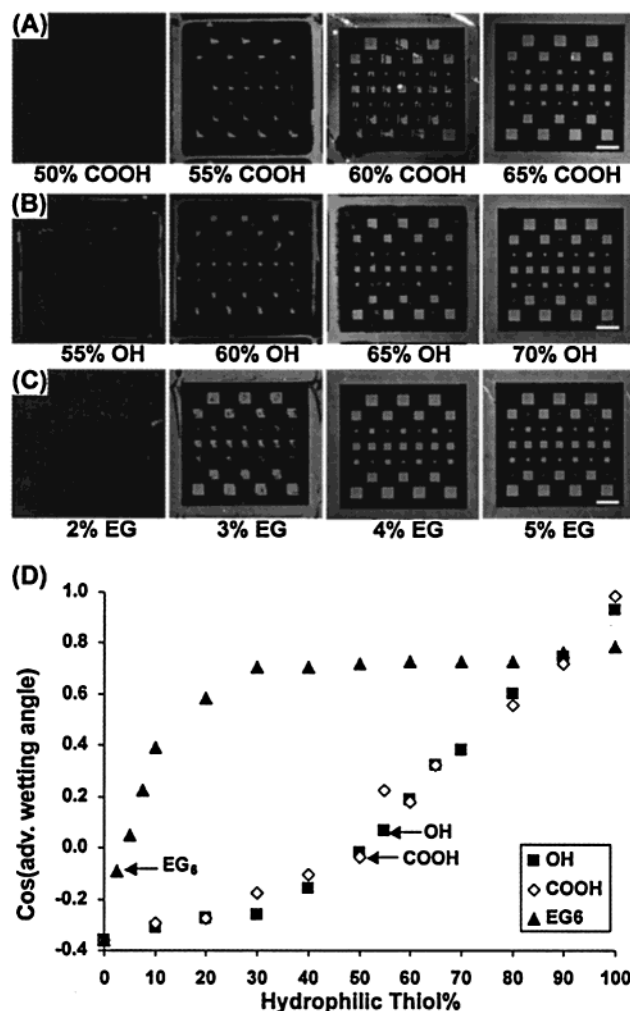 (A)
50% COOH 55% COOH 60% COOH 65% COOH
(B)
55% OH 60% OH 65% OH 70% OH
(C)
2% EG 3% EG 4% EG 5% EG
(D)
Cos(adv. wetting angle)
1.0
0.8
0.6
0.4
0.2
0.0
-0.2
-0.4
EG6
OH
COOH
OH
COOH
EG6
0 10 20 30 40 50 60 70 80 90 100
Hydrophilic Thiol%